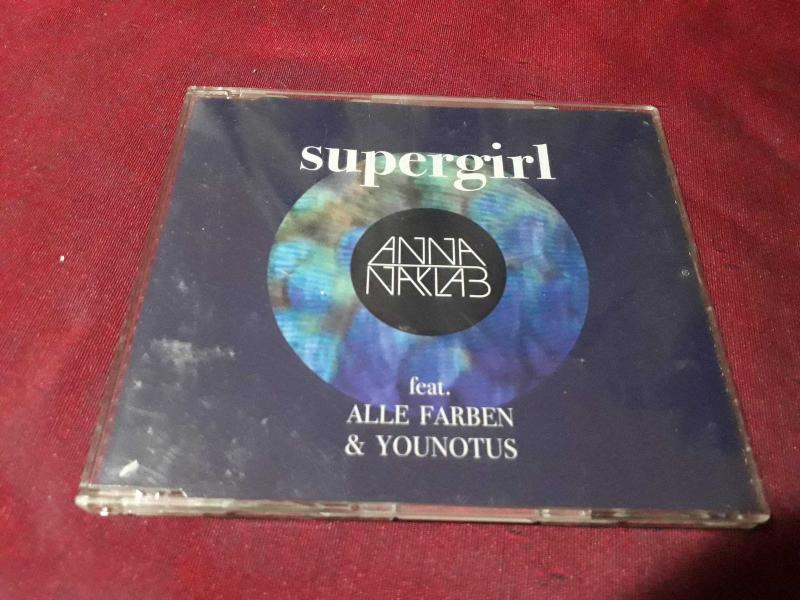 supergirl
ANNA
NAKLAB
feat.
ALLE FARBEN
& YOUNOTUS